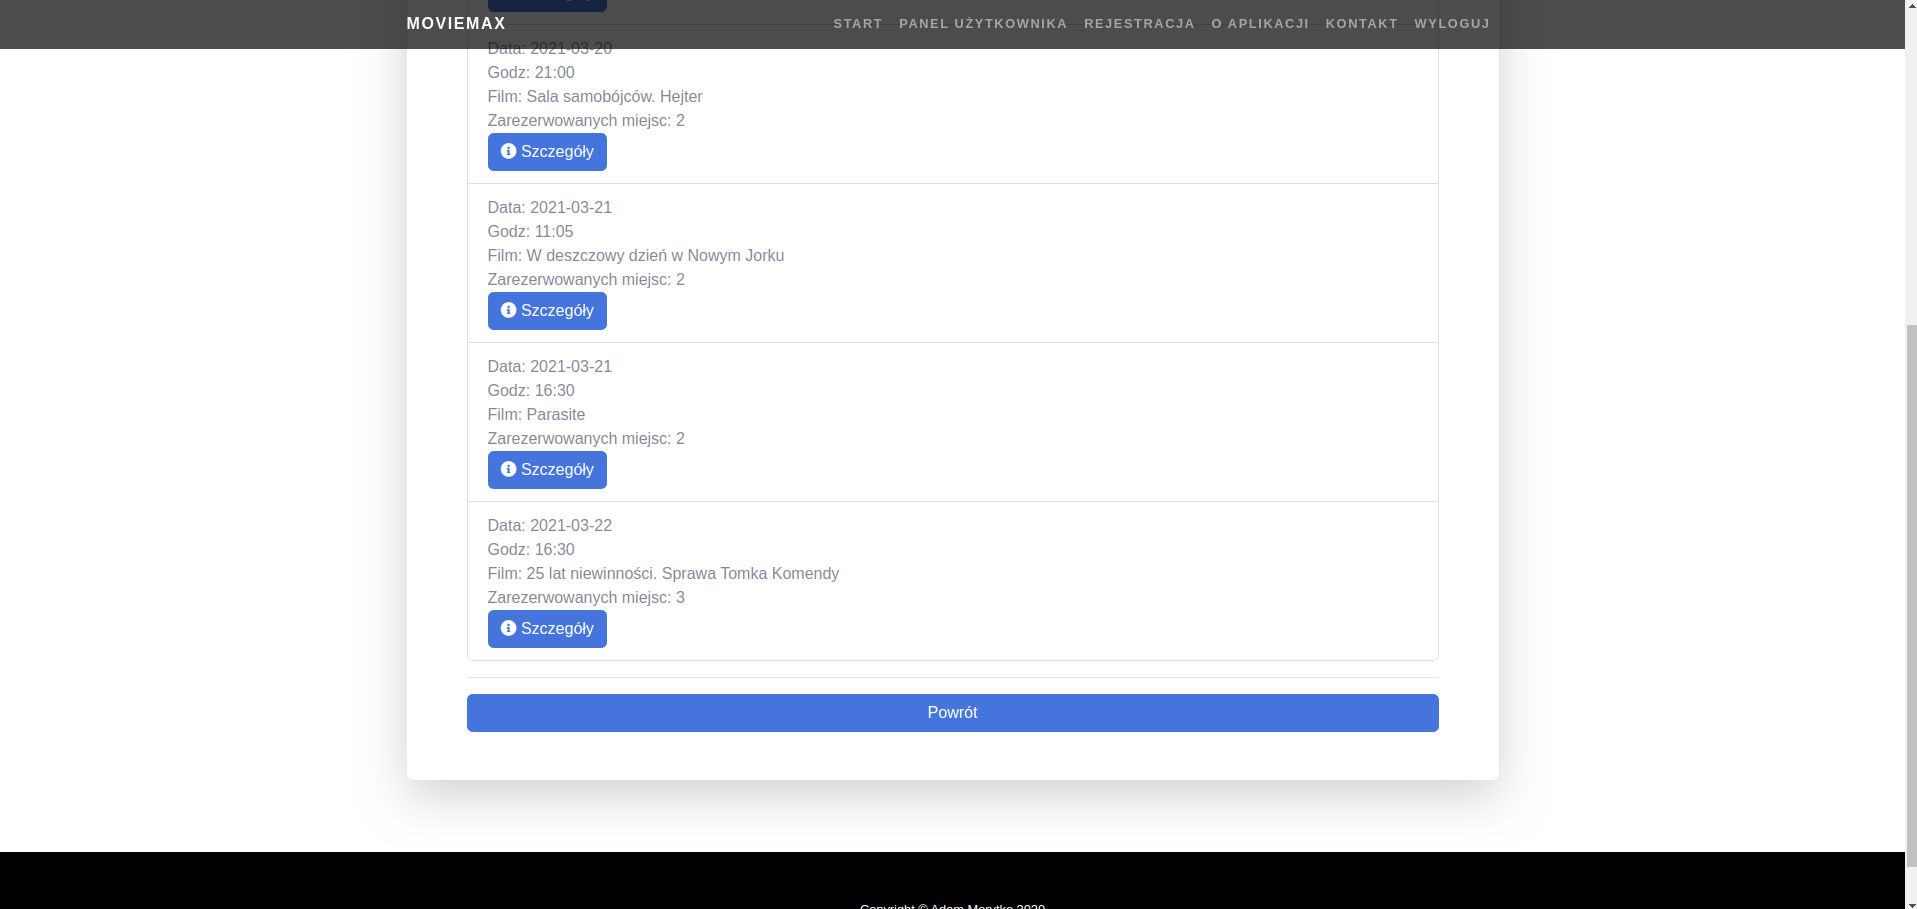 MOVIEMAX
START PANEL UŻYTKOWNIKA REJESTRACJA O APLIKACJI KONTAKT WYLOGUJ
Data: 2021-03-20
Godz: 21:00
Film: Sala samobójców. Hejter
Zarezerwowanych miejsc: 2
Szczegóły
Data: 2021-03-21
Godz: 11:05
Film: W deszczowy dzień w Nowym Jorku
Zarezerwowanych miejsc: 2
Szczegóły
Data: 2021-03-21
Godz: 16:30
Film: Parasite
Zarezerwowanych miejsc: 2
Szczegóły
Data: 2021-03-22
Godz: 16:30
Film: 25 lat niewinności. Sprawa Tomka Komendy
Zarezerwowanych miejsc: 3
Szczegóły
Powrót
Copyright © Adam 2020